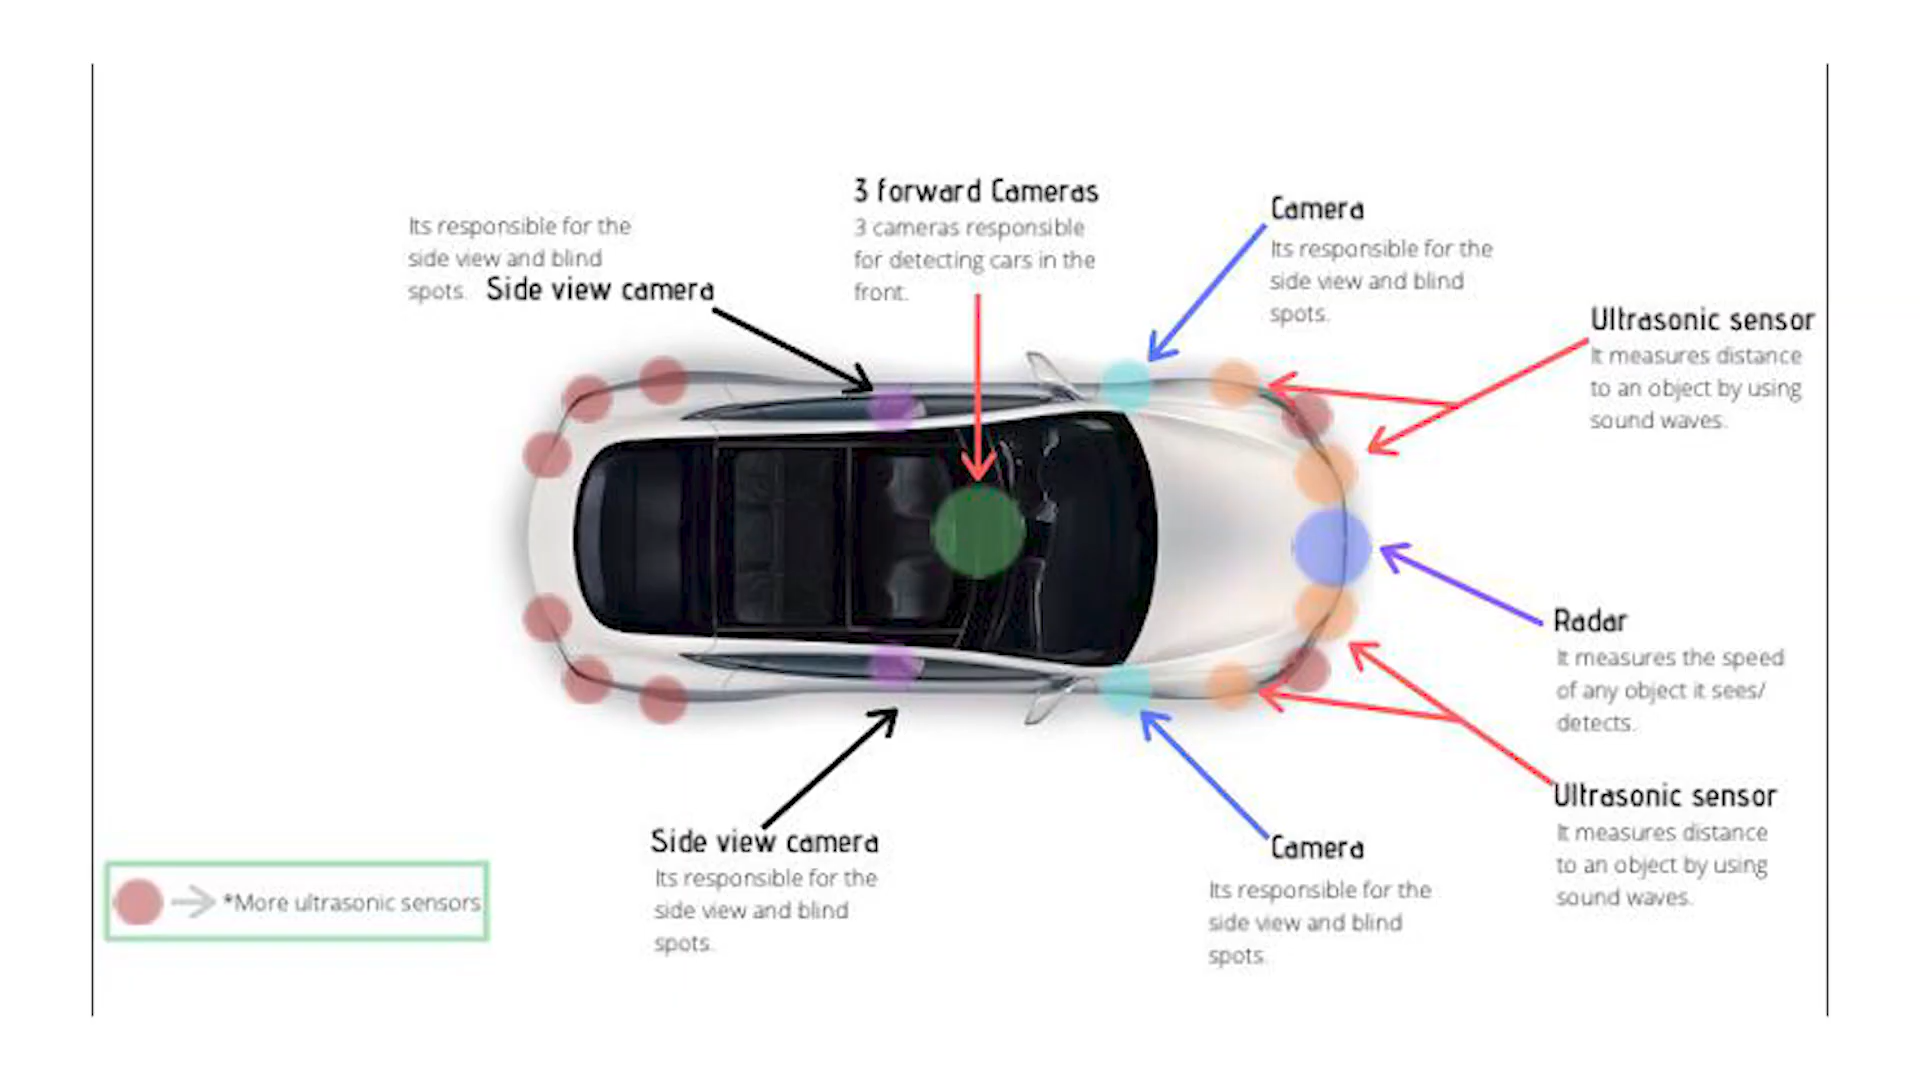 Its responsible for the
side view and blind
spots. Side view camera
3 forward Cameras
3 cameras responsible
for detecting cars in the
front.
Camera
Its responsible for the
side view and blind
spots.
Ultrasonic sensor
It measures distance
to an object by using
sound waves.
Radar
It measures the speed
of any object it sees/
detects.
Ultrasonic sensor
It measures distance
to an object by using
sound waves.
Side view camera
Its responsible for the
side view and blind
spots.
Camera
Its responsible for the
side view and blind
spots.
*More ultrasonic sensors